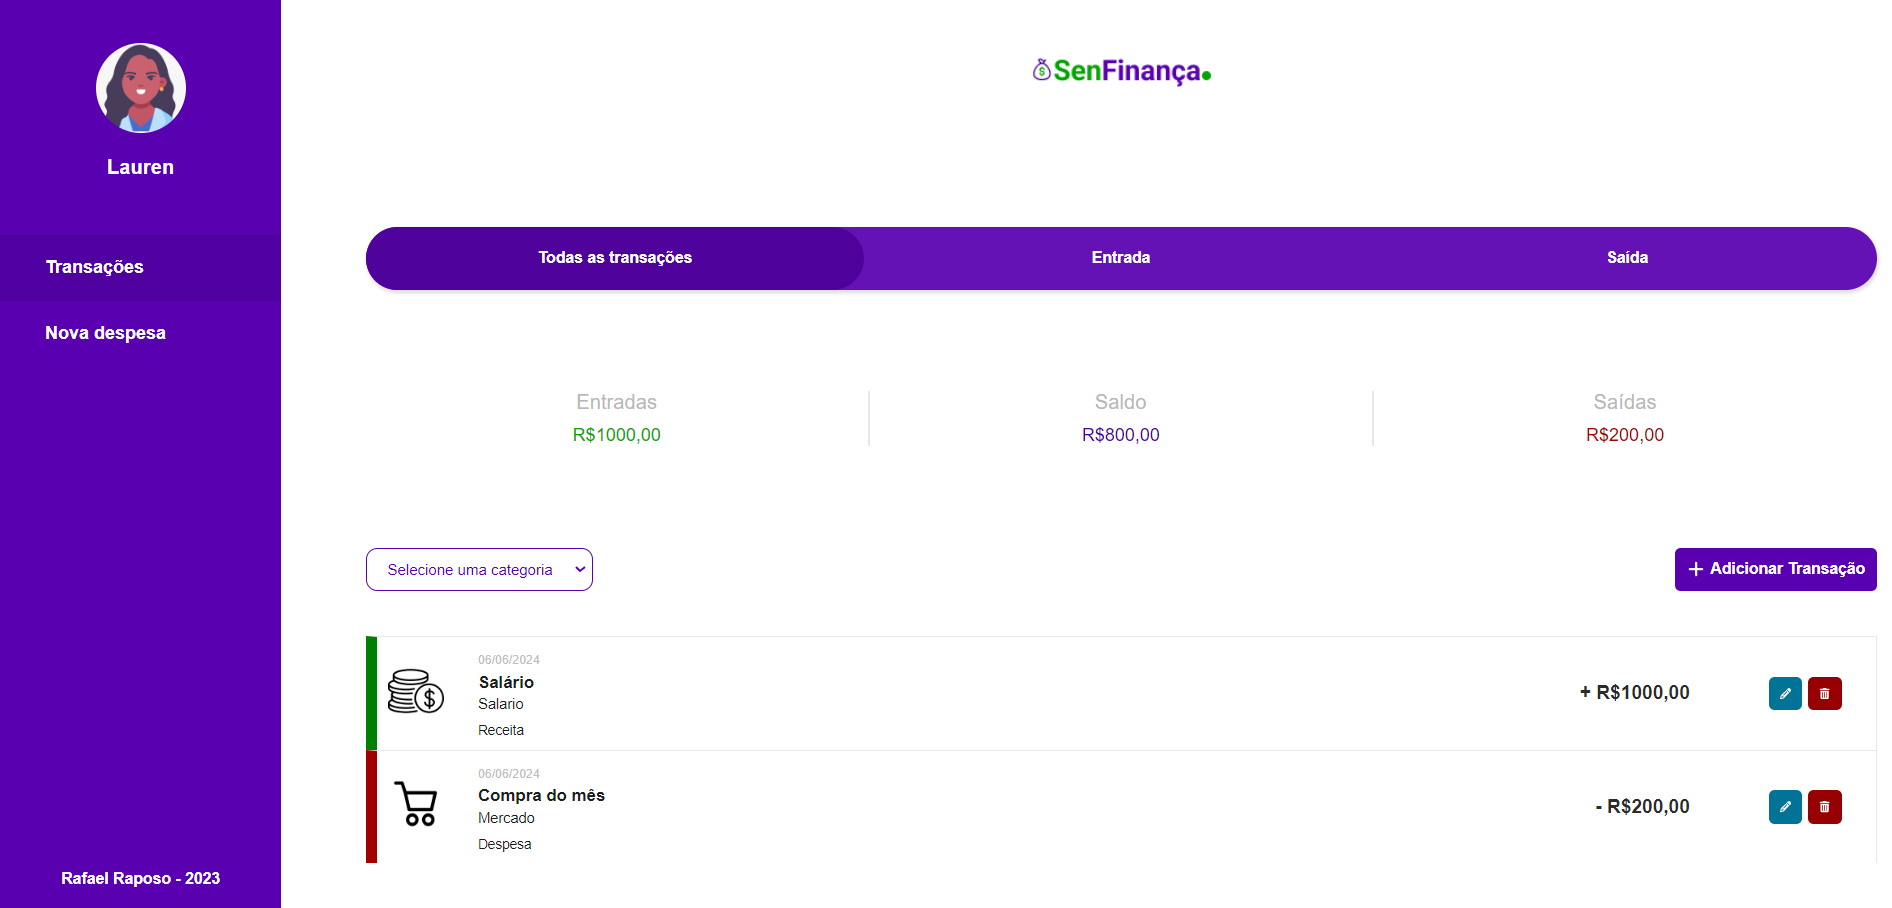 Lauren
Transações
Nova despesa
Rafael Raposo - 2023
SenFinança.
Todas as transações
Entrada
Saída
Entradas
R$1000,00
Saldo
R$800,00
Saídas
R$200,00
Selecione uma categoria
+ Adicionar Transação
06/06/2024
Salário
Salario
Receita
+ R$1000,00
06/06/2024
Compra do mês
Mercado
Despesa
- R$200,00